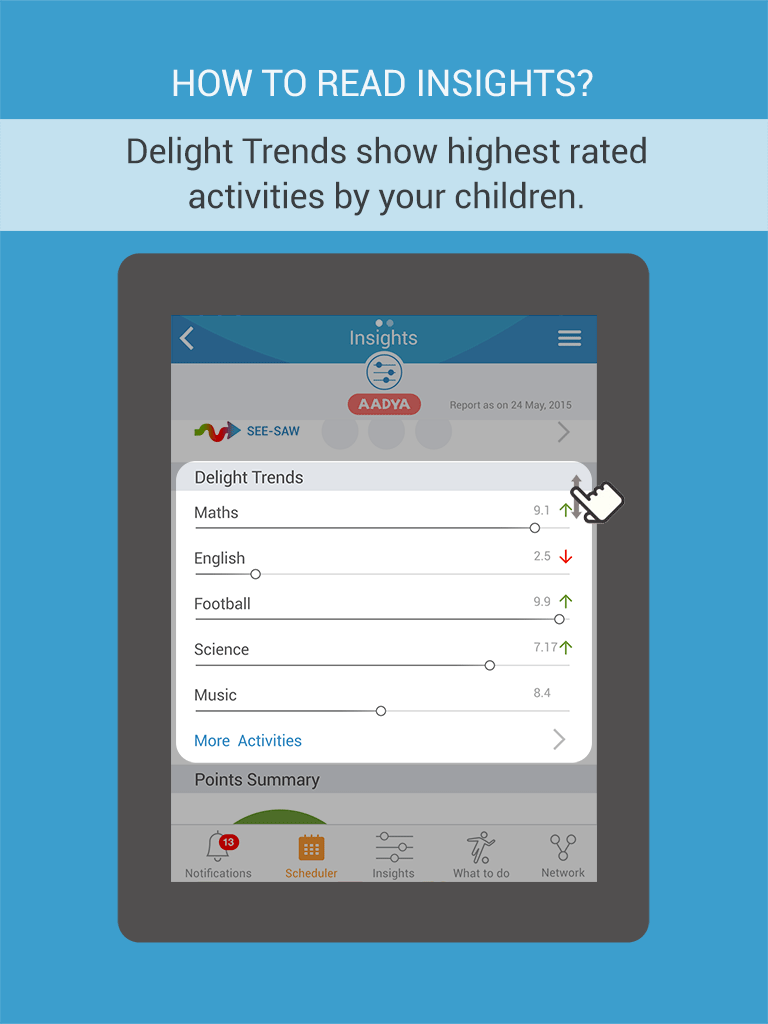 HOW TO READ INSIGHTS?
Delight Trends show highest rated
activities by your children.
Insights
AADYA
Report as on 24 May, 2015
SEE-SAW
Delight Trends
Maths 9.1
English 2.5
Football 9.9
Science 7.17
Music 8.4
More Activities
Points Summary
13
Notifications Scheduler Insights What to do Network